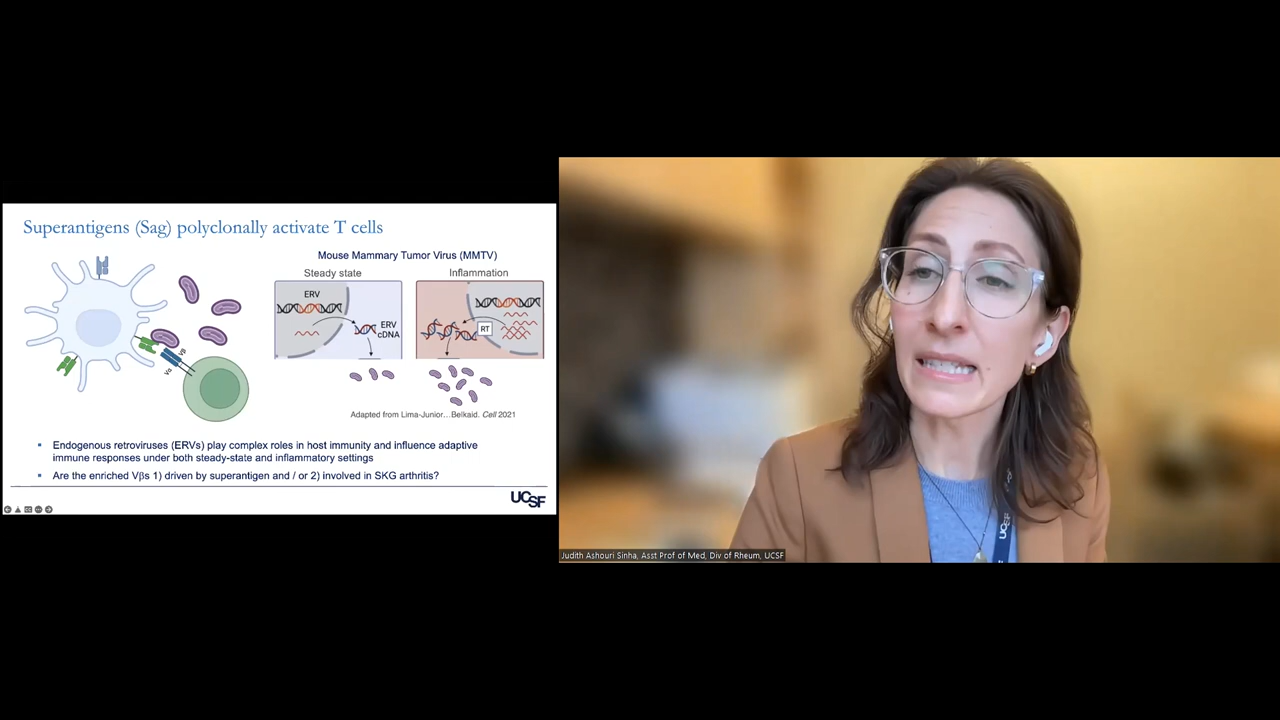 Superantigens (Sag) polyclonally activate T cells
Mouse Mammary Tumor Virus (MMTV)
Steady state
Inflammation
ERV
ERV
cDNA
RT
Vβ
Vα
Adapted from Lima-Junior…Belkaid. Cell 2021
▪ Endogenous retroviruses (ERVs) play complex roles in host immunity and influence adaptive
immune responses under both steady-state and inflammatory settings
▪ Are the enriched Vβs 1) driven by superantigen and / or 2) involved in SKG arthritis?
UCSF
Judith Ashouri Sinha, Asst Prof of Med, Div of Rheum, UCSF
UCSF